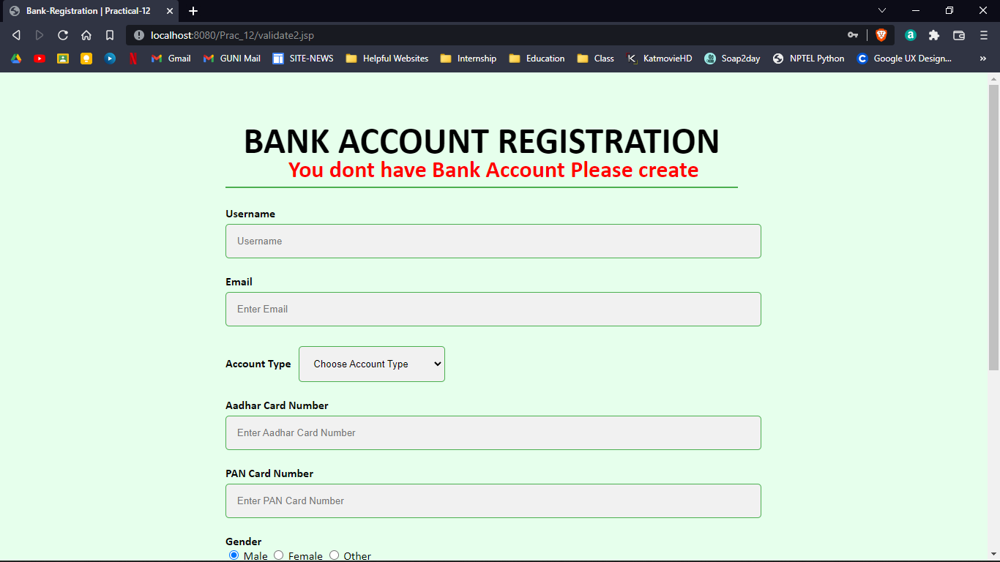 Bank-Registration | Practical-12
localhost:8080/Prac_12/validate2.jsp
Gmail GUNI Mail SITE-NEWS Helpful Websites Internship Education Class KatmovieHD Soap2day NPTEL Python Google UX Design... »
BANK ACCOUNT REGISTRATION
You dont have Bank Account Please create
Username
Username
Email
Enter Email
Account Type Choose Account Type
Aadhar Card Number
Enter Aadhar Card Number
PAN Card Number
Enter PAN Card Number
Gender
Male Female Other